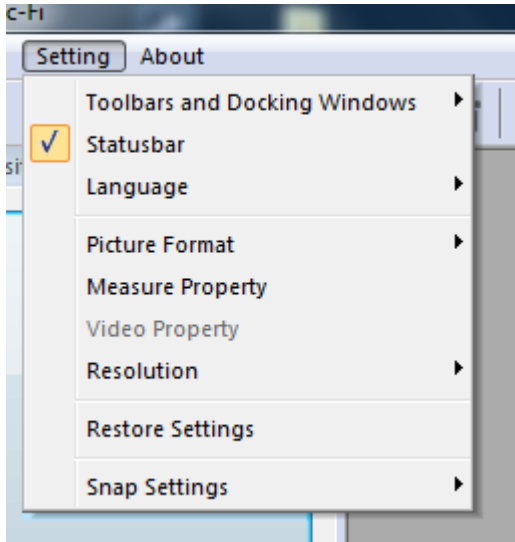 c-Fi
Setting About
Toolbars and Docking Windows
Statusbar
Language
Picture Format
Measure Property
Video Property
Resolution
Restore Settings
Snap Settings